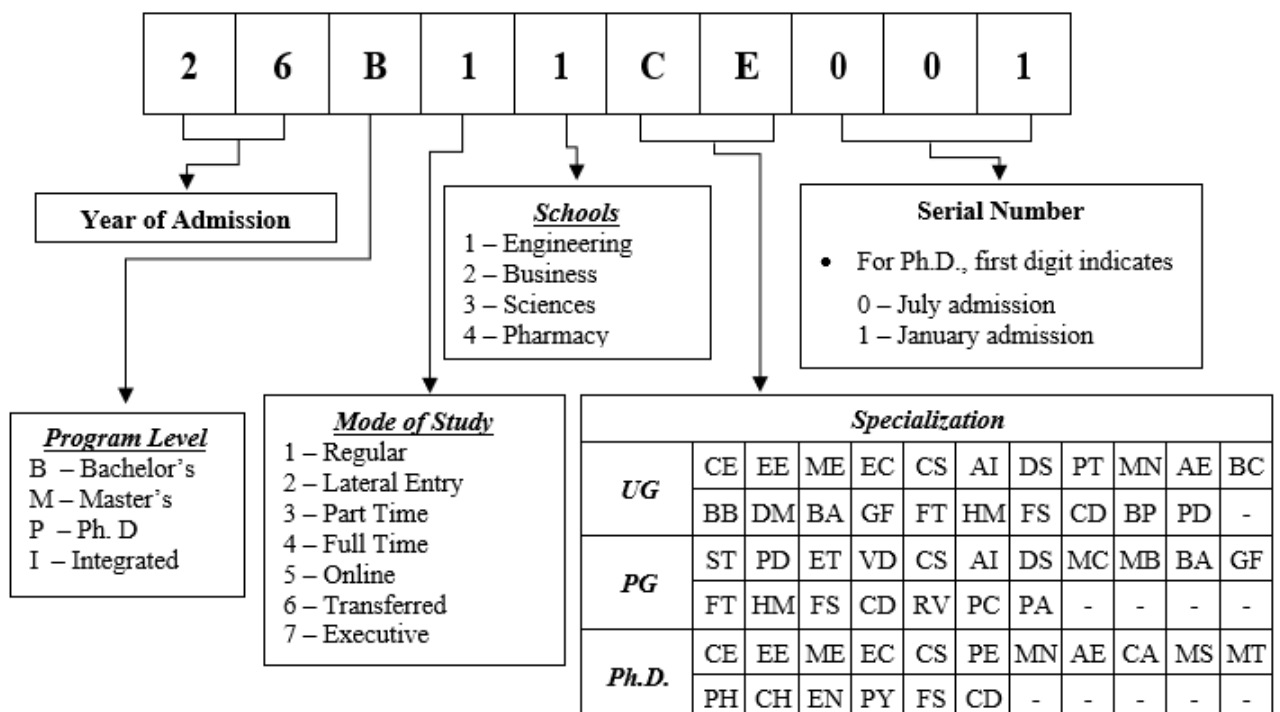 2 6 B 1 1 C E 0 0 1
Year of Admission
Schools
1 – Engineering
2 – Business
3 – Sciences
4 – Pharmacy
Serial Number
• For Ph.D., first digit indicates
0 – July admission
1 – January admission
Program Level
B – Bachelor's
M – Master's
P – Ph. D
I – Integrated
Mode of Study
1 – Regular
2 – Lateral Entry
3 – Part Time
4 – Full Time
5 – Online
6 – Transferred
7 – Executive
Specialization
UG
CE EE ME EC CS AI DS PT MN AE BC
BB DM BA GF FT HM FS CD BP PD -
PG
ST PD ET VD CS AI DS MC MB BA GF
FT HM FS CD RV PC PA - - - -
Ph.D.
CE EE ME EC CS PE MN AE CA MS MT
PH CH EN PY FS CD - - - - -